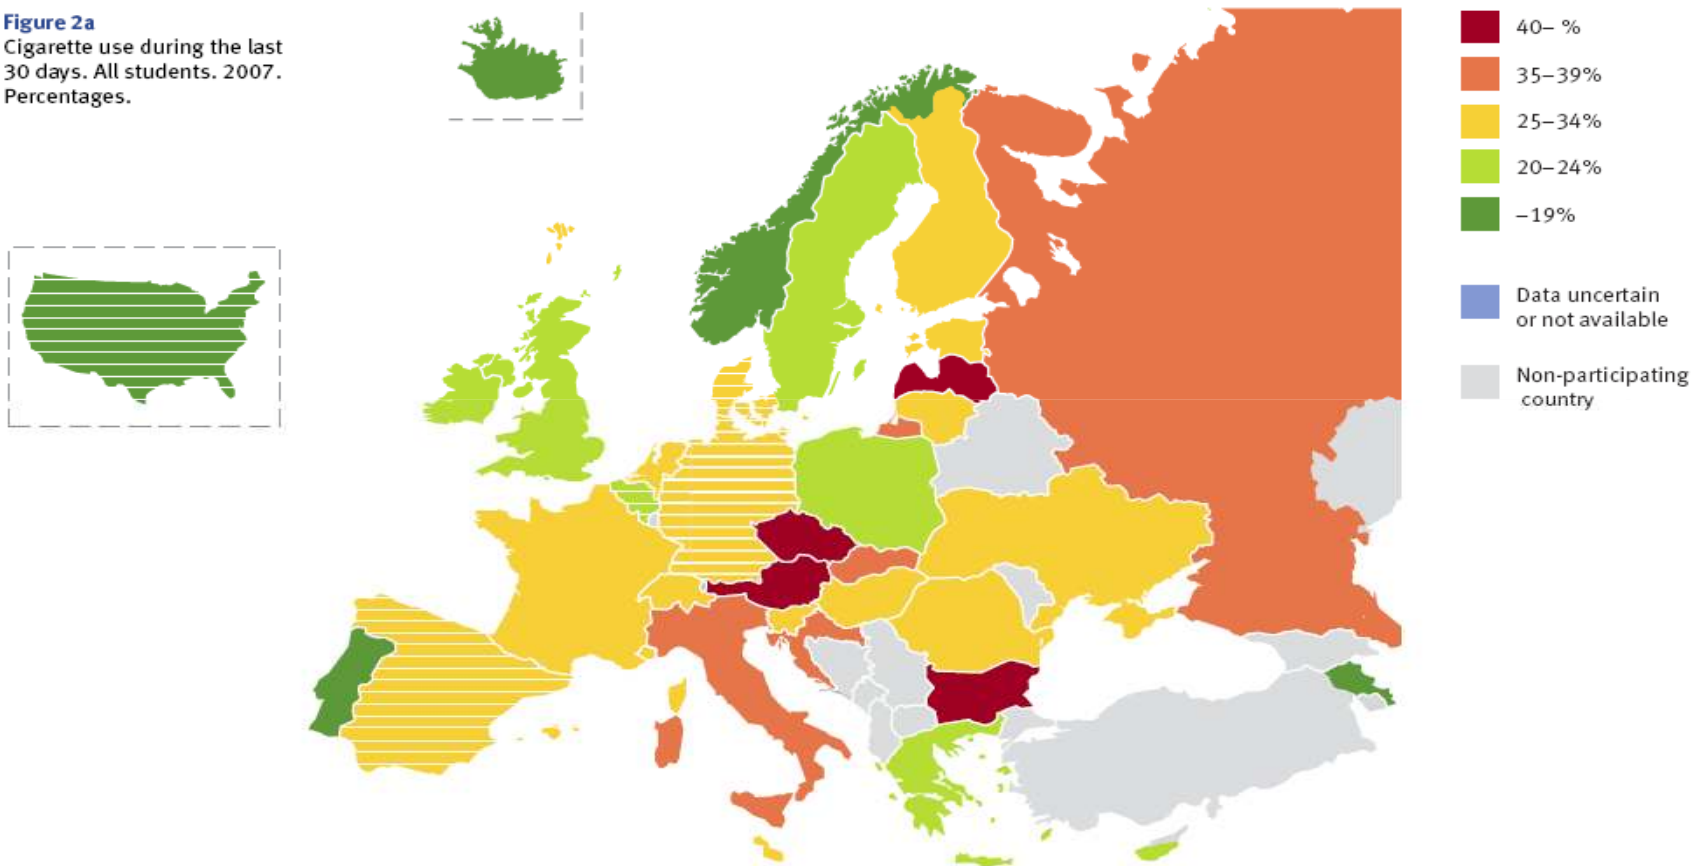 Figure 2a
Cigarette use during the last
30 days. All students. 2007.
Percentages.
40– %
35–39%
25–34%
20–24%
–19%
Data uncertain
or not available
Non-participating
country